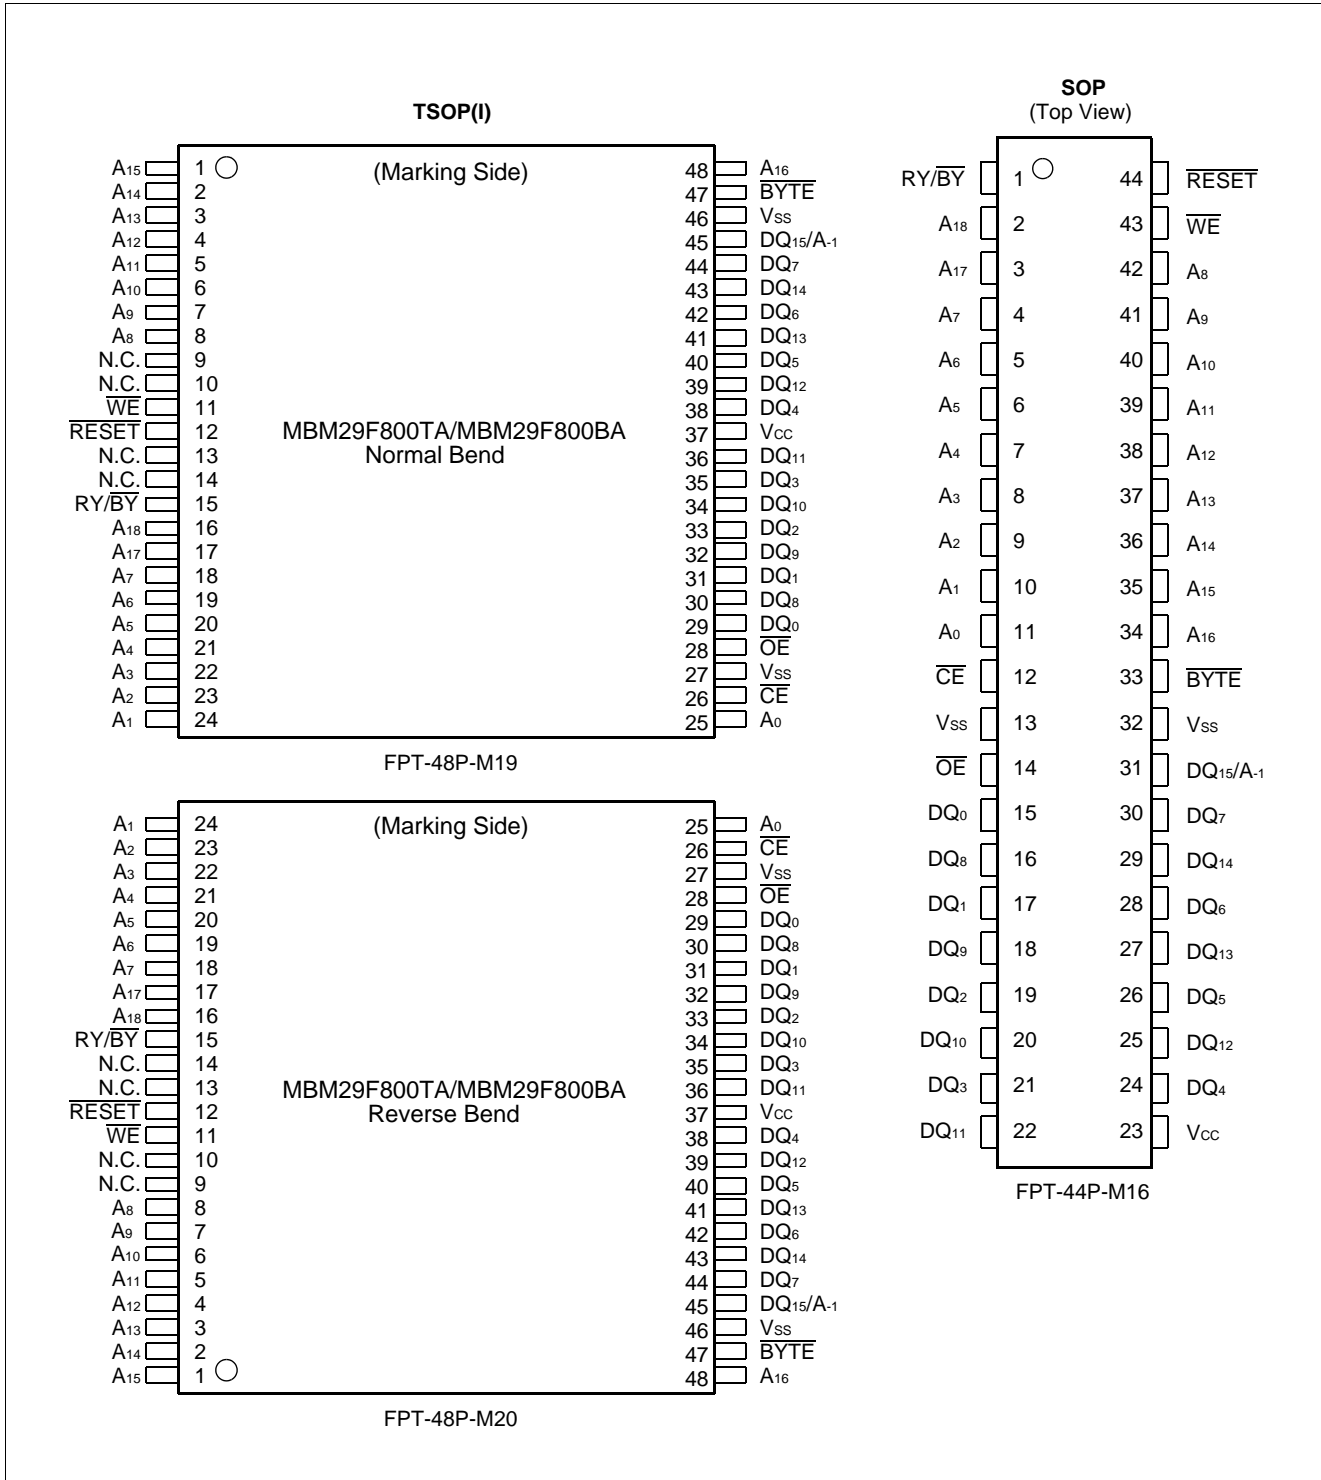 TSOP(I)
(Marking Side)
A15 1 48 A16
A14 2 47 BYTE
A13 3 46 VSS
A12 4 45 DQ15/A-1
A11 5 44 DQ7
A10 6 43 DQ14
A9 7 42 DQ6
A8 8 41 DQ13
N.C. 9 40 DQ5
N.C. 10 39 DQ12
WE 11 38 DQ4
RESET 12 37 VCC
N.C. 13 36 DQ11
N.C. 14 35 DQ3
RY/BY 15 34 DQ10
A18 16 33 DQ2
A17 17 32 DQ9
A7 18 31 DQ1
A6 19 30 DQ8
A5 20 29 DQ0
A4 21 28 OE
A3 22 27 VSS
A2 23 26 CE
A1 24 25 A0
MBM29F800TA/MBM29F800BA
Normal Bend
FPT-48P-M19
(Marking Side)
A1 24 25 A0
A2 23 26 CE
A3 22 27 VSS
A4 21 28 OE
A5 20 29 DQ0
A6 19 30 DQ8
A7 18 31 DQ1
A17 17 32 DQ9
A18 16 33 DQ2
RY/BY 15 34 DQ10
N.C. 14 35 DQ3
N.C. 13 36 DQ11
RESET 12 37 VCC
WE 11 38 DQ4
N.C. 10 39 DQ12
N.C. 9 40 DQ5
A8 8 41 DQ13
A9 7 42 DQ6
A10 6 43 DQ14
A11 5 44 DQ7
A12 4 45 DQ15/A-1
A13 3 46 VSS
A14 2 47 BYTE
A15 1 48 A16
MBM29F800TA/MBM29F800BA
Reverse Bend
FPT-48P-M20
SOP
(Top View)
RY/BY 1 44 RESET
A18 2 43 WE
A17 3 42 A8
A7 4 41 A9
A6 5 40 A10
A5 6 39 A11
A4 7 38 A12
A3 8 37 A13
A2 9 36 A14
A1 10 35 A15
A0 11 34 A16
CE 12 33 BYTE
VSS 13 32 VSS
OE 14 31 DQ15/A-1
DQ0 15 30 DQ7
DQ8 16 29 DQ14
DQ1 17 28 DQ6
DQ9 18 27 DQ13
DQ2 19 26 DQ5
DQ10 20 25 DQ12
DQ3 21 24 DQ4
DQ11 22 23 VCC
FPT-44P-M16